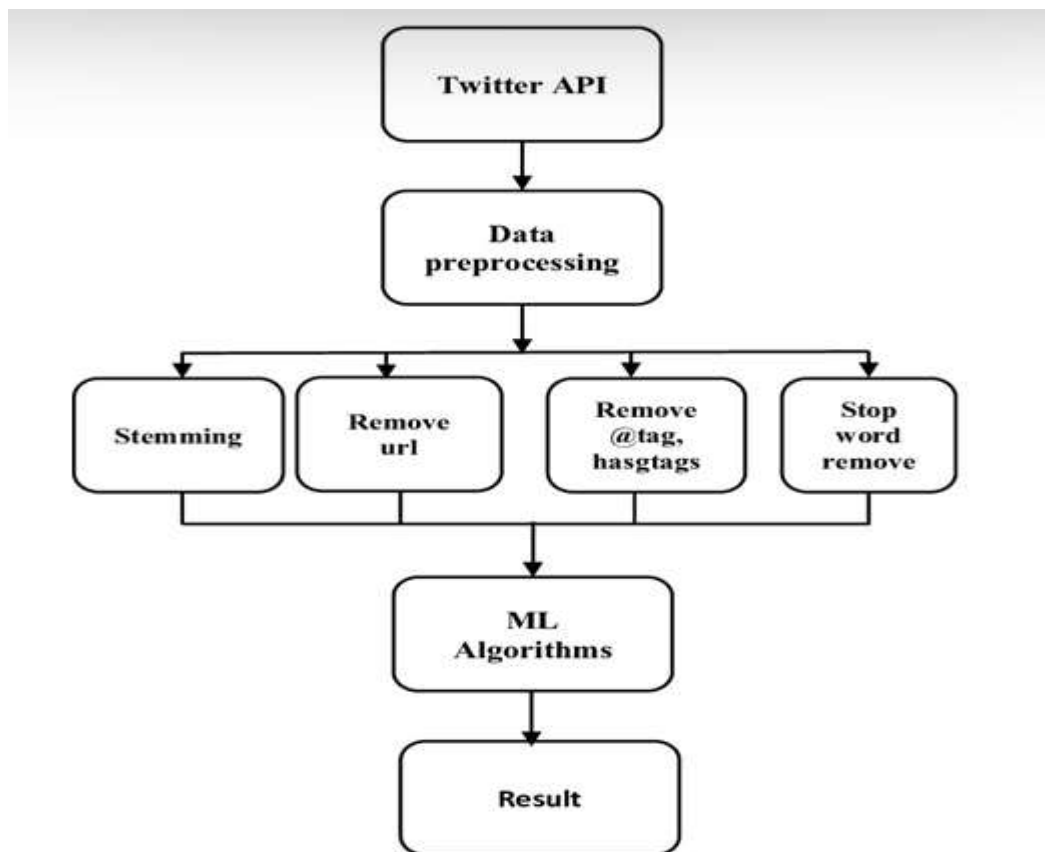 Twitter API
Data
preprocessing
Stemming
Remove
url
Remove
@tag,
hasgtags
Stop
word
remove
ML
Algorithms
Result